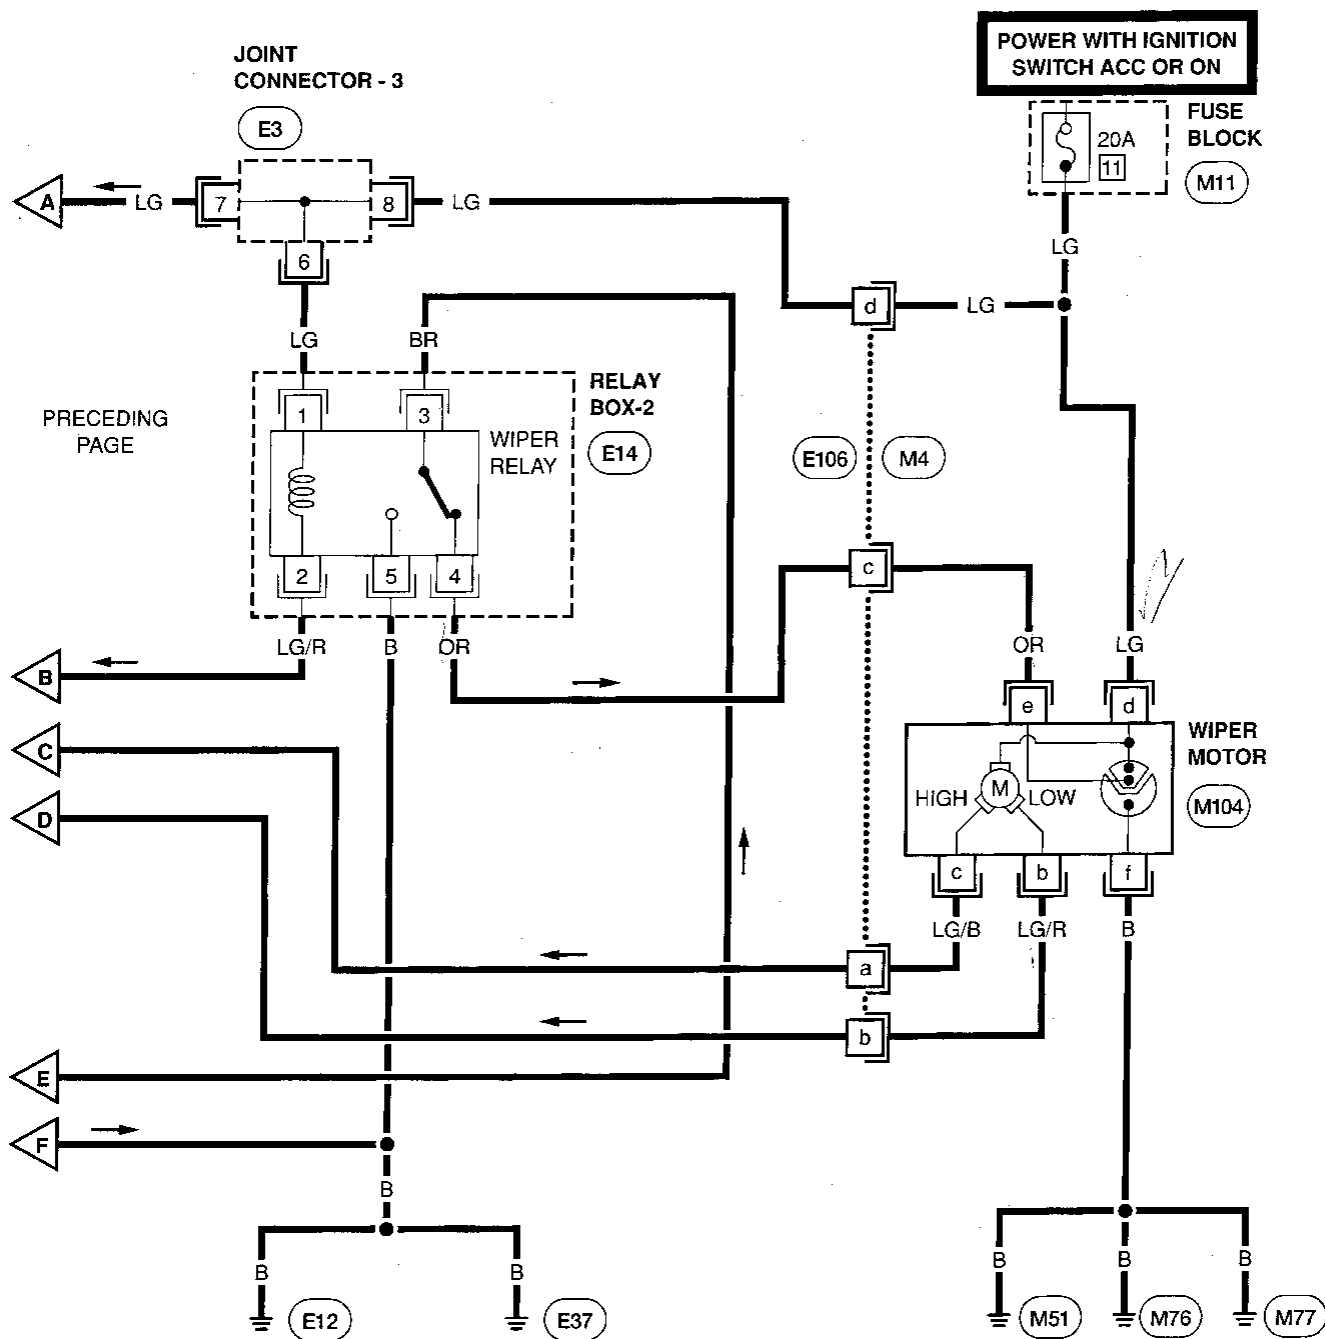 POWER WITH IGNITION
SWITCH ACC OR ON
JOINT
CONNECTOR - 3
E3
FUSE
BLOCK
20A
11
M11
A
LG
7
8
LG
6
LG
d
LG
LG
BR
PRECEDING
PAGE
RELAY
BOX-2
E14
1
3
WIPER
RELAY
E106
M4
2
5
4
c
LG/R
B
OR
OR
LG
B
e
d
WIPER
MOTOR
M104
C
HIGH
M
LOW
D
c
b
f
LG/B
LG/R
B
a
b
E
F
B
B
E12
B
E37
B
M51
B
M76
B
M77